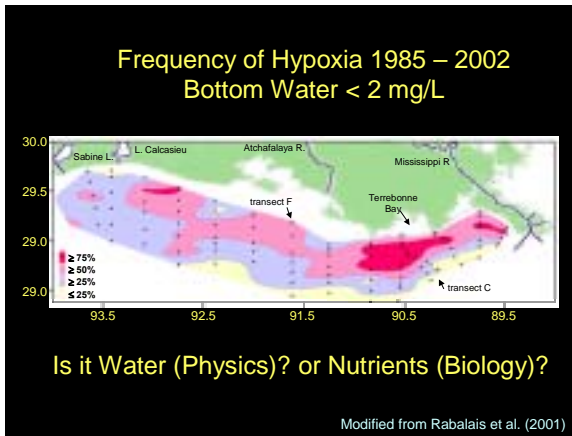 Frequency of Hypoxia 1985 – 2002
Bottom Water < 2 mg/L
30.0
29.5
29.0
29.0
Sabine L.
L. Calcasieu
Atchafalaya R.
Mississippi R
transect F
Terrebonne
Bay
transect C
≥ 75%
≥ 50%
≥ 25%
≤ 25%
93.5 92.5 91.5 90.5 89.5
Is it Water (Physics)? or Nutrients (Biology)?
Modified from Rabalais et al. (2001)